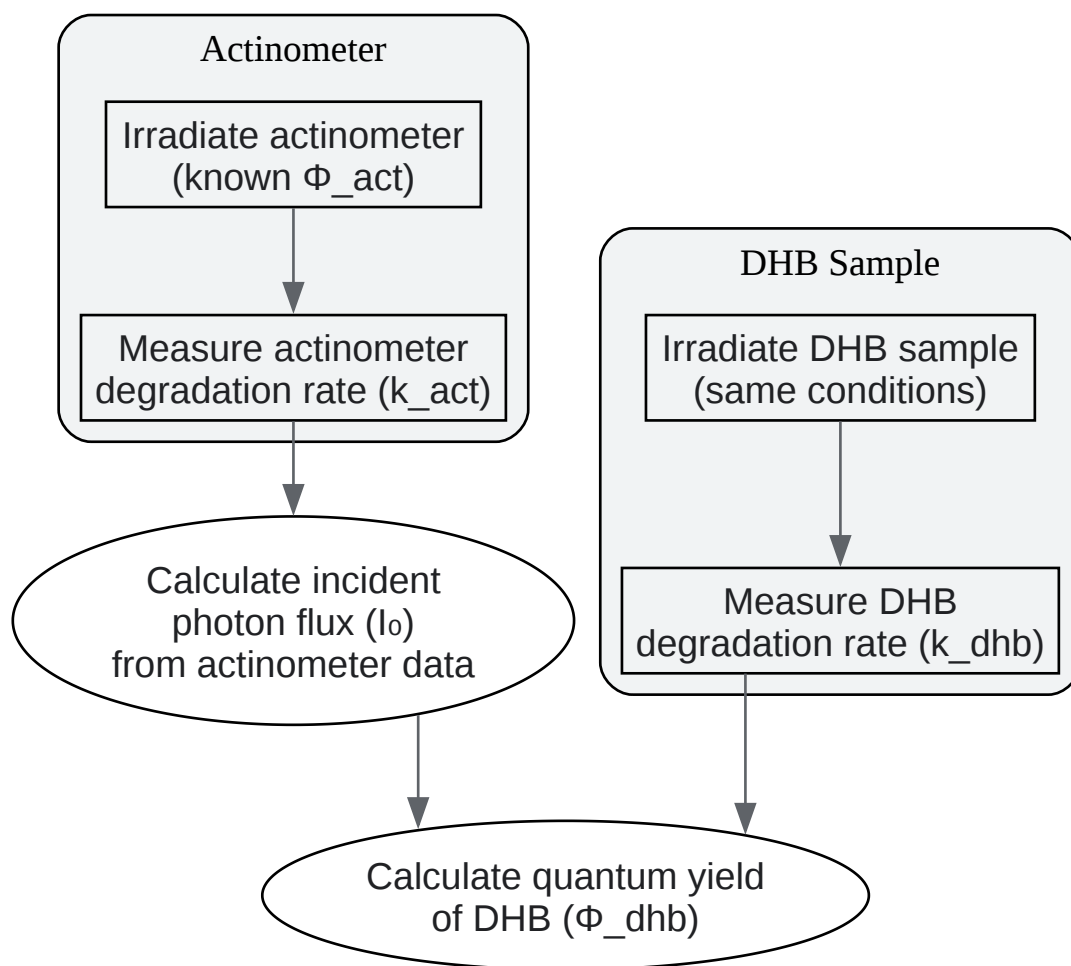 Actinometer
Irradiate actinometer
(known Φ_act)
Measure actinometer
degradation rate (k_act)
DHB Sample
Irradiate DHB sample
(same conditions)
Measure DHB
degradation rate (k_dhb)
Calculate incident
photon flux (I₀)
from actinometer data
Calculate quantum yield
of DHB (Φ_dhb)